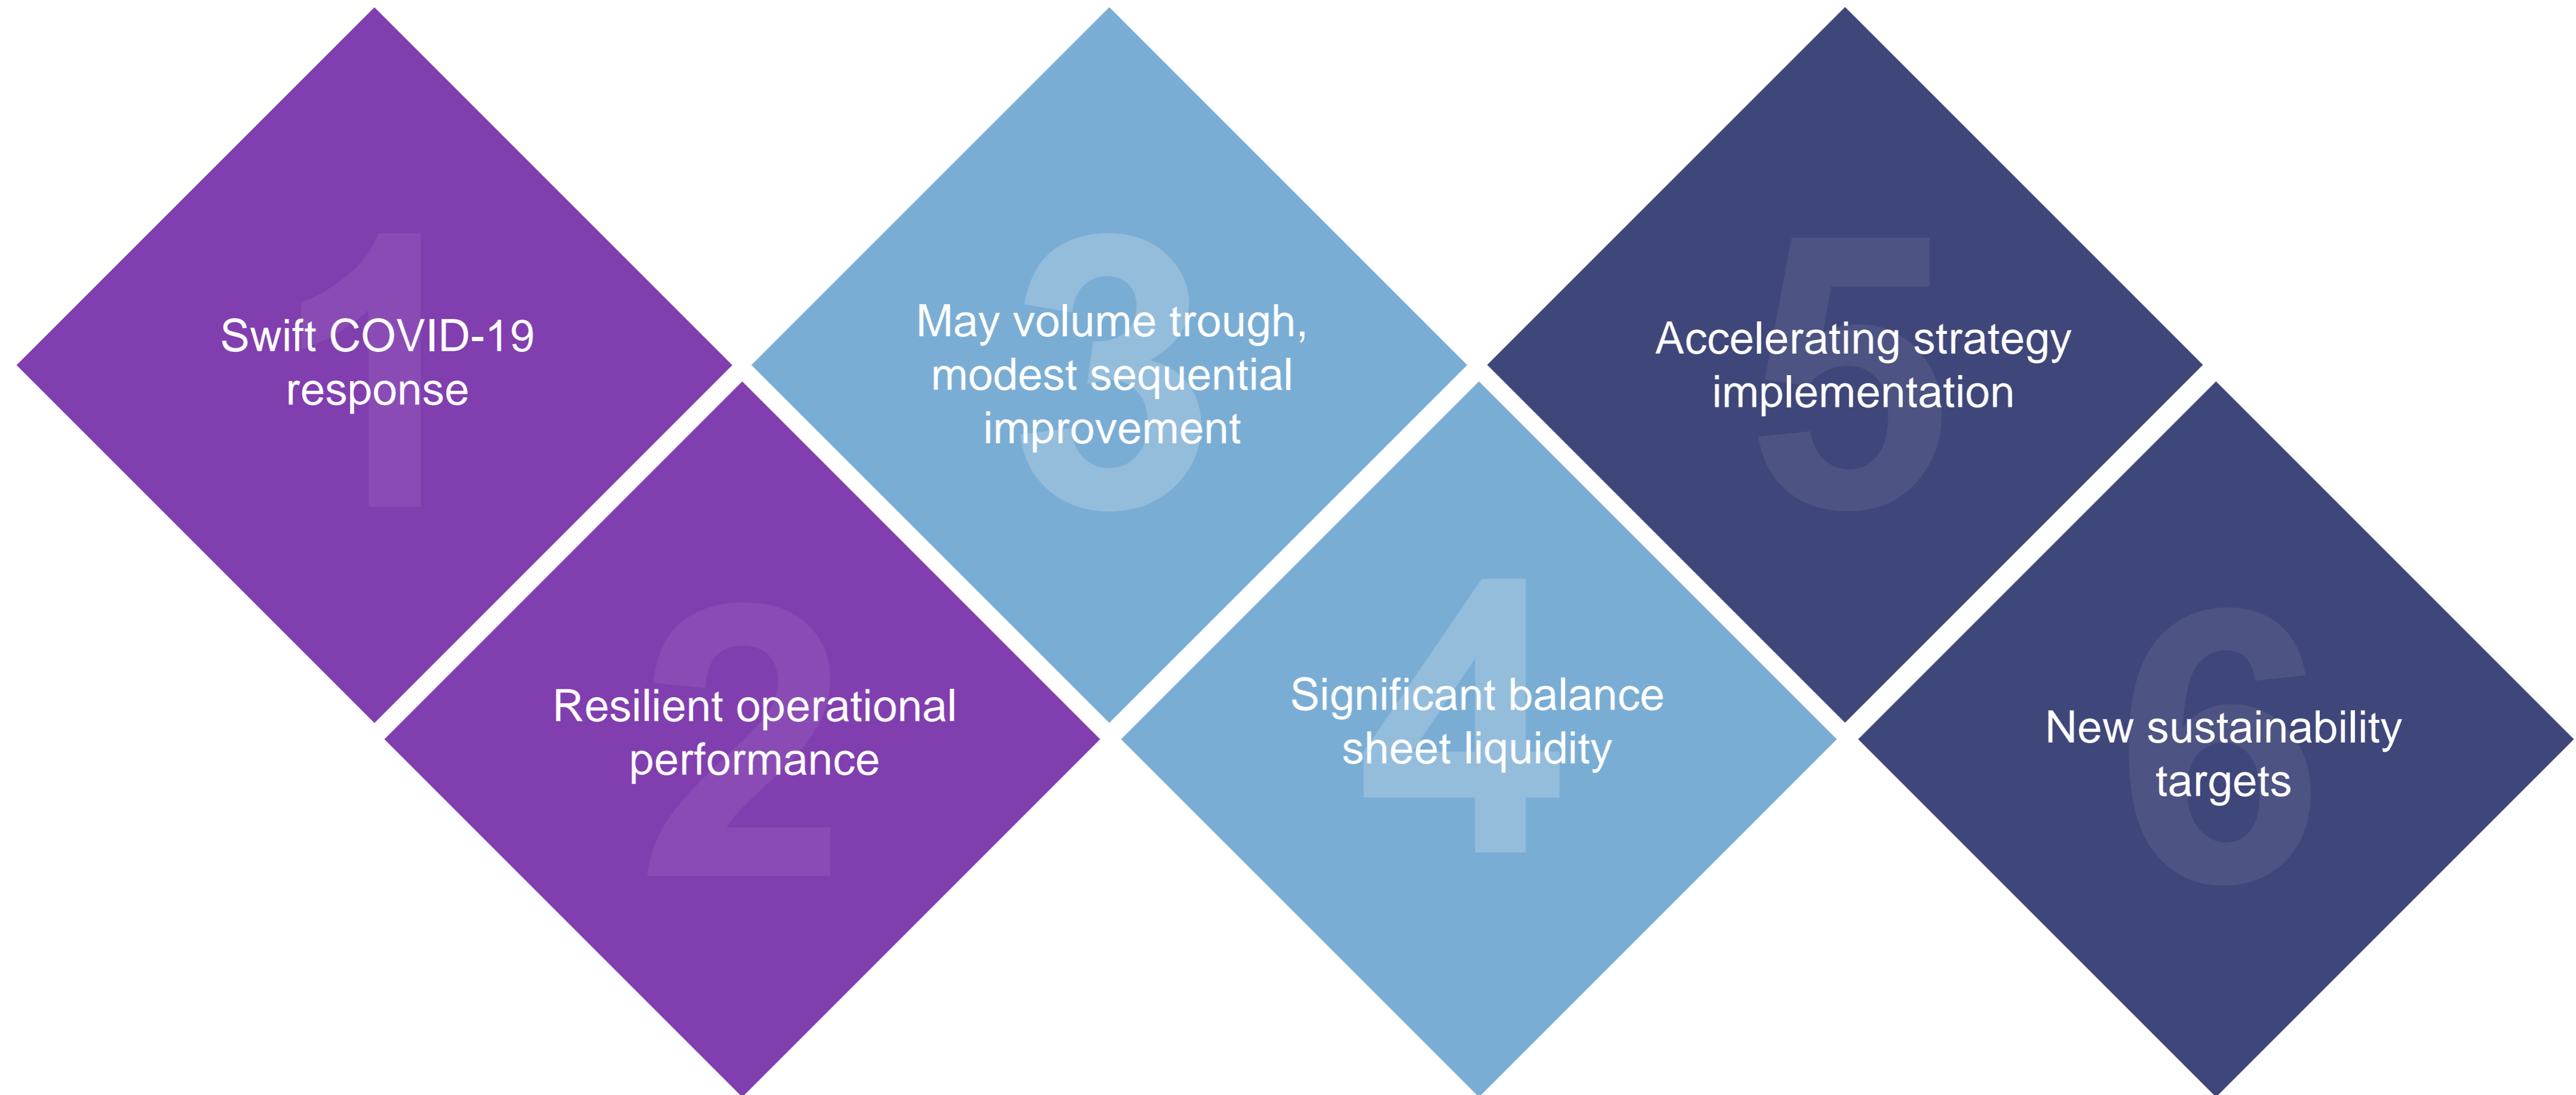 1
Swift COVID-19
response
2
Resilient operational
performance
3
May volume trough,
modest sequential
improvement
4
Significant balance
sheet liquidity
5
Accelerating strategy
implementation
6
New sustainability
targets